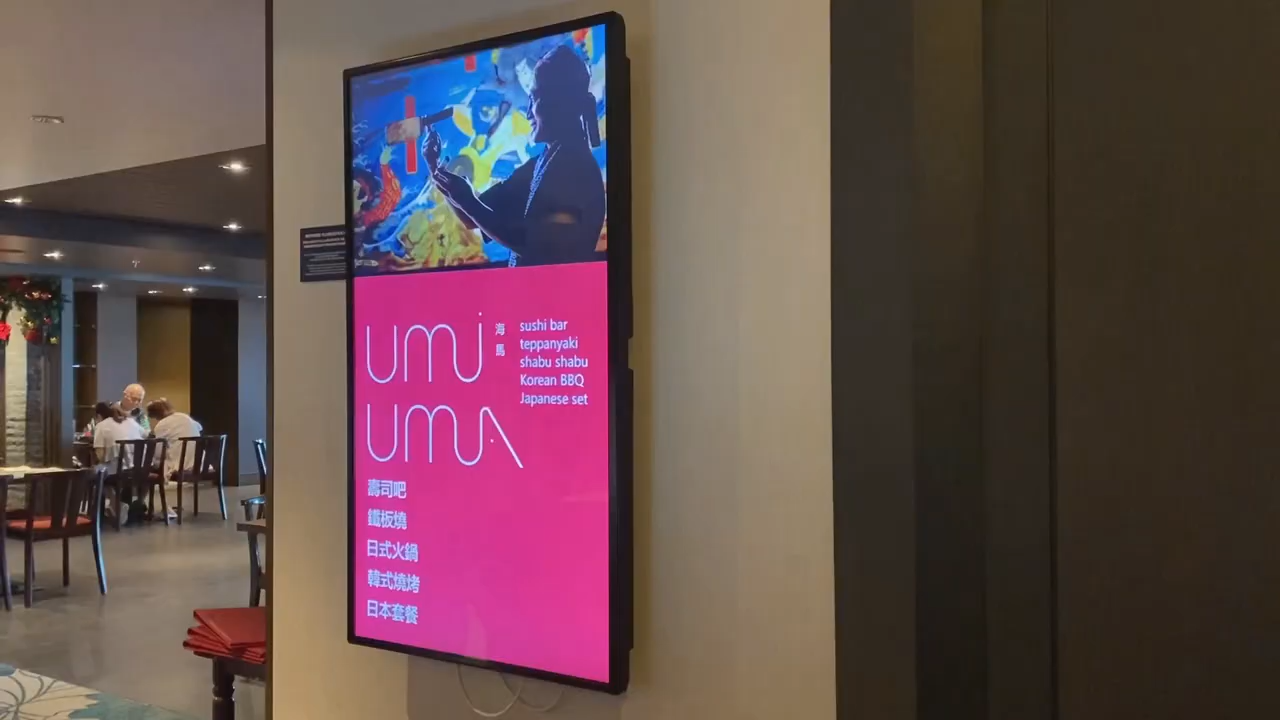 umi
海
馬
uma
sushi bar
teppanyaki
shabu shabu
Korean BBQ
Japanese set
壽司吧
鐵板燒
日式火鍋
韓式燒烤
日本套餐